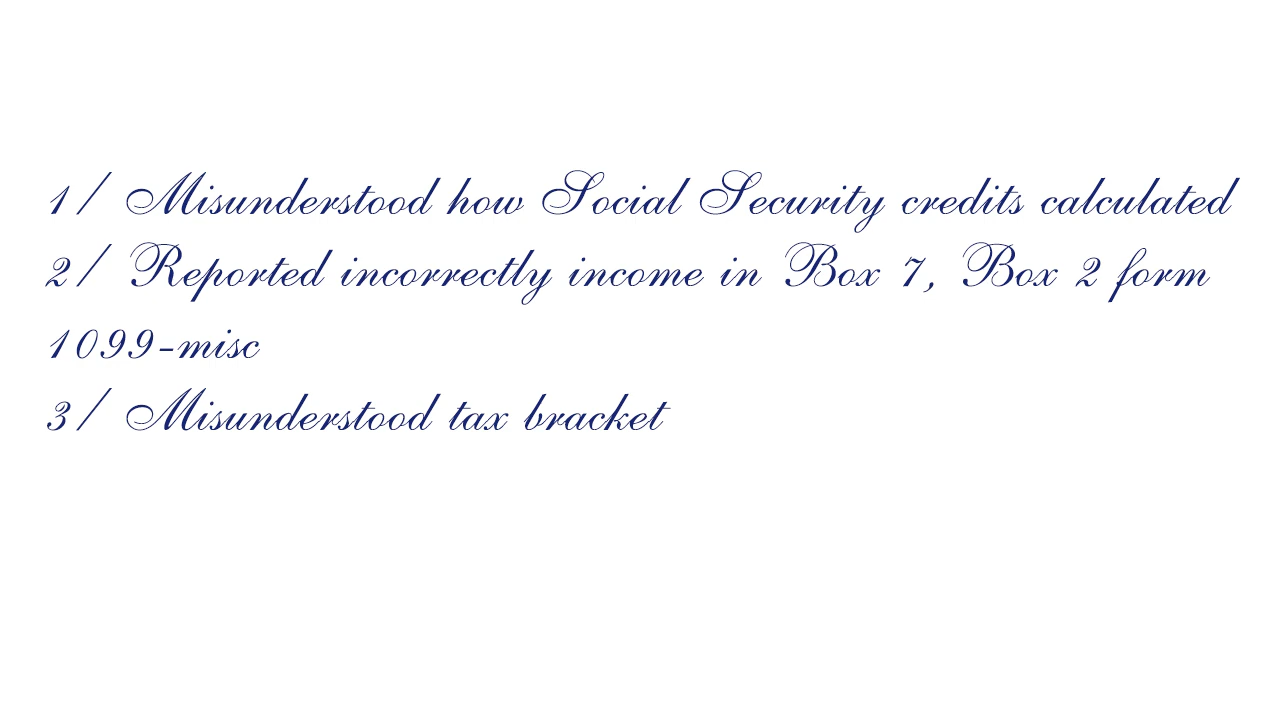 1/ Misunderstood how Social Security credits calculated
2/ Reported incorrectly income in Box 7, Box 2 form
1099-misc
3/ Misunderstood tax bracket